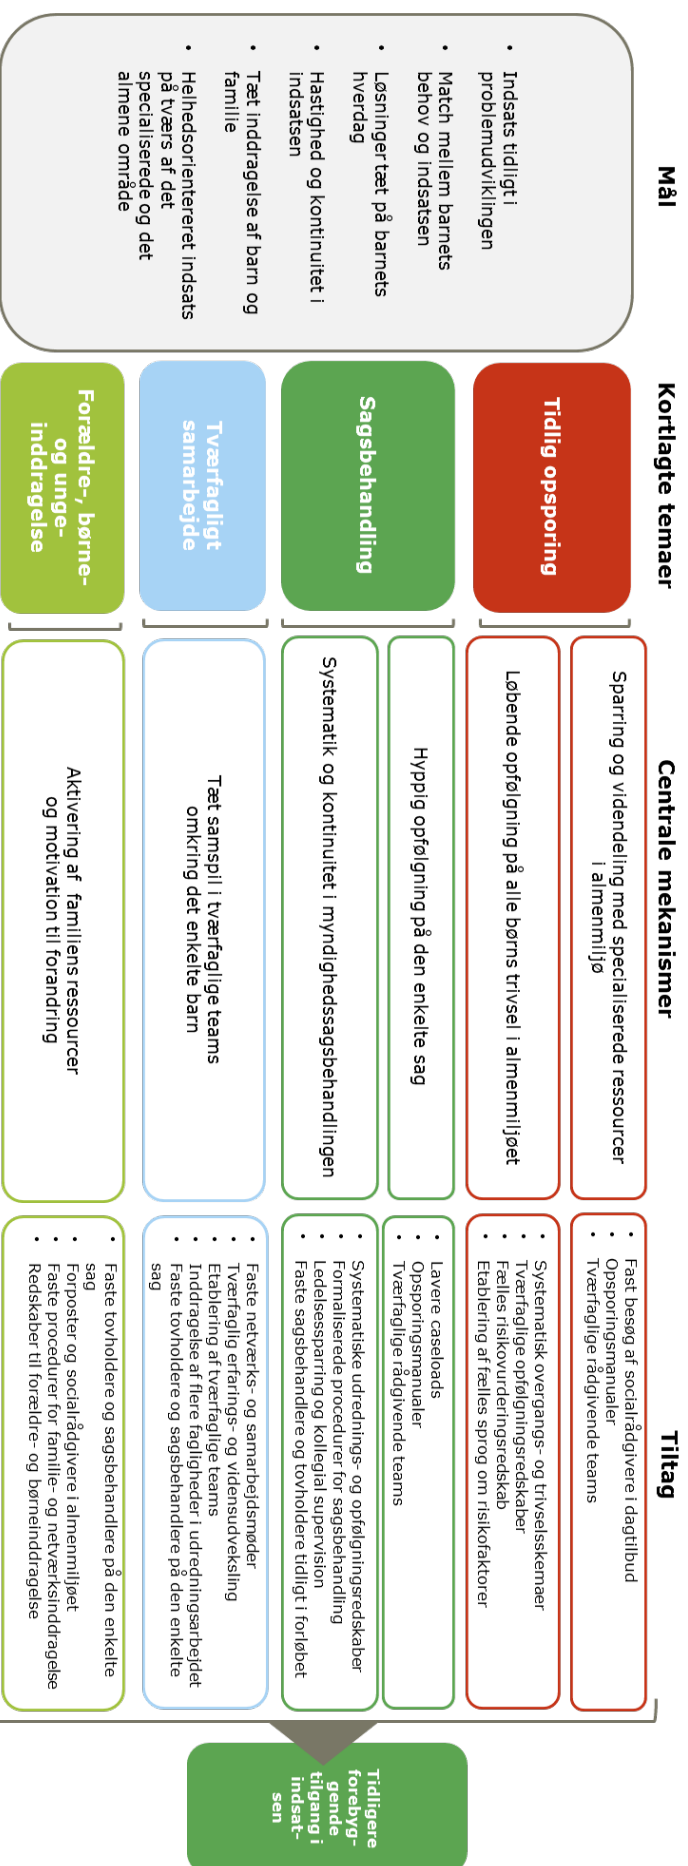 Mål
Kortlagte temaer
Centrale mekanismer
Tiltag
• Indsats tidligt i
problemudviklingen
• Match mellem barnets
behov og indsatsen
• Løsninger tæt på barnets
hverdag
• Hastighed og kontinuitet i
indsatsen
• Tæt inddragelse af barn og
familie
• Helhedsorientereret indsats
på tværs af det
specialiserede og det
almene område
Tidlig opsporing
Sparring og videndeling med specialiserede ressourcer
i almenmiljø
• Fast besøg af socialrådgivere i dagtilbud
• Opsporingsmanualer
• Tværfaglige rådgivende teams
Løbende opfølgning på alle børns trivsel i almenmiljøet
• Systematisk overgangs- og trivselsskemaer
• Tværfaglige opfølgningsredskaber
• Fælles risikovurderingsredskab
• Etablering af fælles sprog om risikofaktorer
Sagsbehandling
Hyppig opfølgning på den enkelte sag
• Lavere caseloads
• Opsporingsmanualer
• Tværfaglige rådgivende teams
Systematik og kontinuitet i myndighedssagsbehandlingen
• Systematiske udrednings- og opfølgningsredskaber
• Formaliserede procedurer for sagsbehandling
• Ledelsessparring og kollegial supervision
• Faste sagsbehandlere og tovholdere tidligt i forløbet
Tværfagligt
samarbejde
Tæt samspil i tværfaglige teams
omkring det enkelte barn
• Faste netværks- og samarbejdsmøder
• Tværfaglig erfarings- og vidensudveksling
• Etablering af tværfaglige teams
• Inddragelse af flere fagligheder i udredningsarbejdet
• Faste tovholdere og sagsbehandlere på den enkelte
sag
Forældre-, børne-
og unge-
inddragelse
Aktivering af familiens ressourcer
og motivation til forandring
• Faste tovholdere og sagsbehandlere på den enkelte
sag
• Forposter og socialrådgivere i almenmiljøet
• Faste procedurer for familie- og netværksinddragelse
• Redskaber til forældre- og børneinddragelse
Tidligere
forebyg-
gende
tilgang i
indsat-
sen